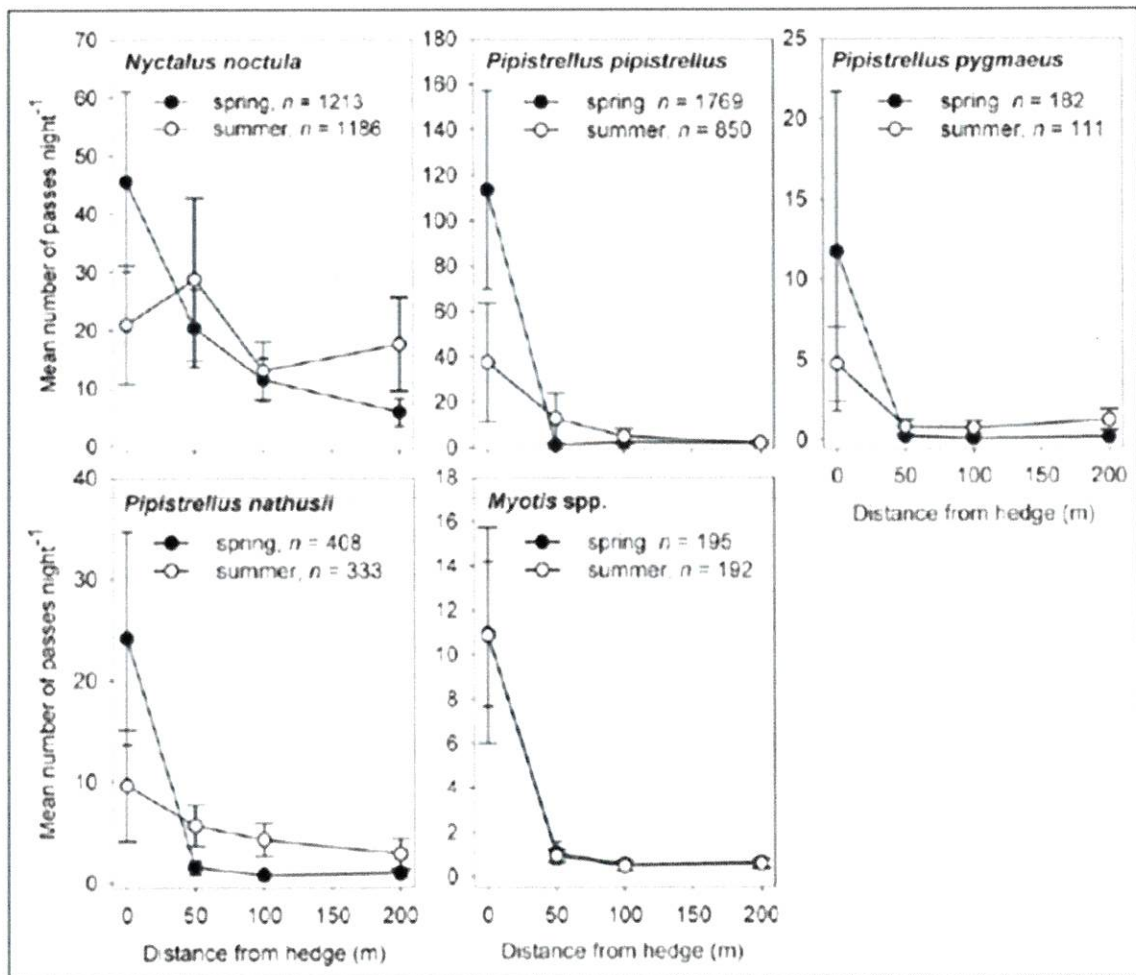 Nyctalus noctula
spring, n = 1213
summer, n = 1186
Mean number of passes night-1
70
60
50
40
30
20
10
0
Pipistrellus pipistrellus
spring n = 1769
summer, n = 850
180
160
140
120
100
80
60
40
20
0
Pipistrellus pygmaeus
spring n = 182
summer, n = 111
25
20
15
10
5
0
0 50 100 150 200
Distance from hedge (m)
Pipistrellus nathusii
spring, n = 408
summer, n = 333
Mean number of passes night-1
40
30
20
10
0
0 50 100 150 200
Distance from hedge (m)
Myotis spp.
spring n = 195
summer, n = 192
18
16
14
12
10
8
6
4
2
0
0 50 100 150 200
Distance from hedge (m)